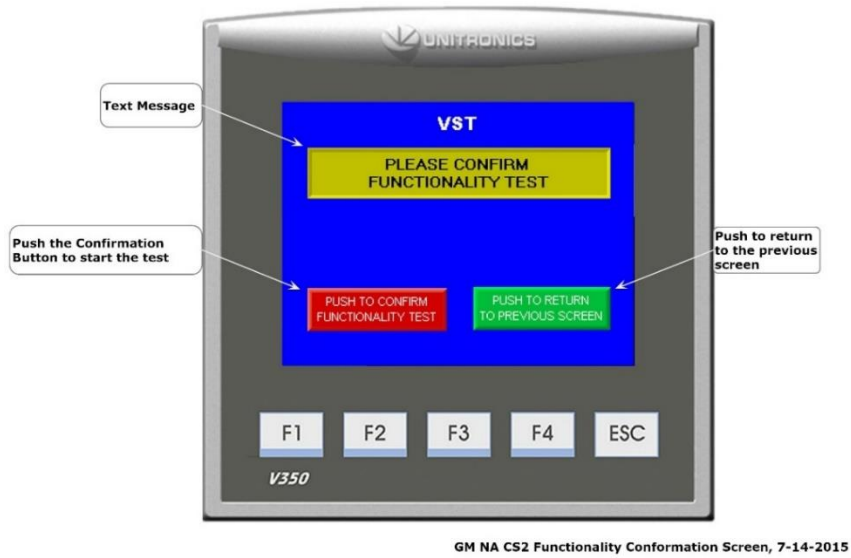 UNITRONICS
Text Message
VST
PLEASE CONFIRM
FUNCTIONALITY TEST
Push the Confirmation
Button to start the test
Push to return
to the previous
screen
PUSH TO CONFIRM
FUNCTIONALITY TEST
PUSH TO RETURN
TO PREVIOUS SCREEN
F1
F2
F3
F4
ESC
V350
GM NA CS2 Functionality Conformation Screen, 7-14-2015